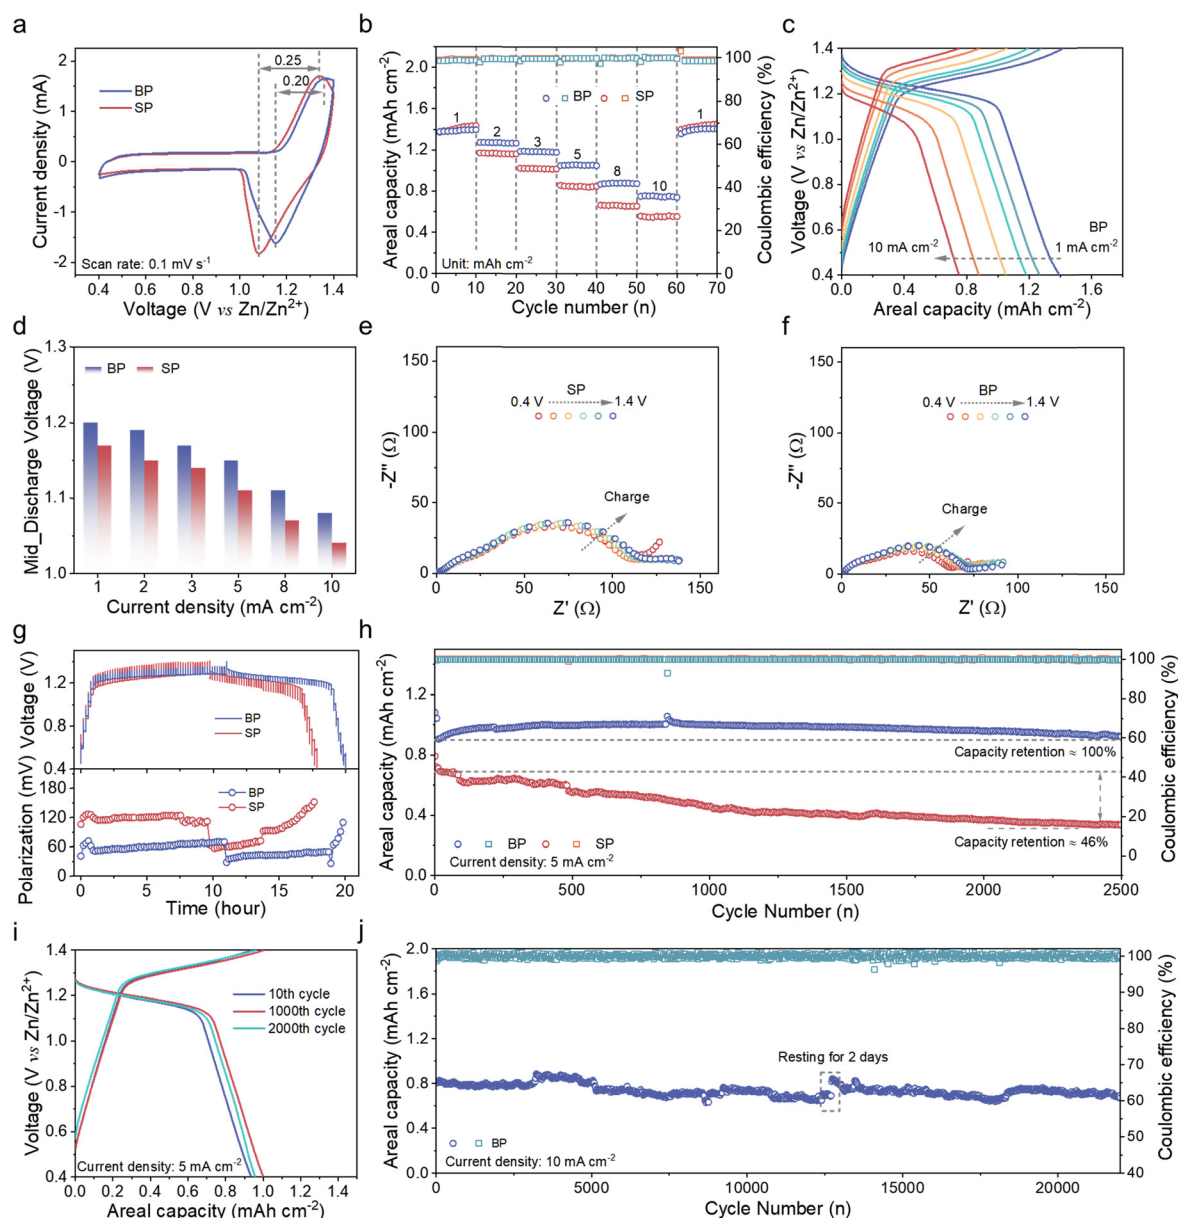 a
Current density (mA)
2
1
0
-1
-2
0.25
0.20
BP
SP
Scan rate: 0.1 mV s⁻¹
0.4 0.6 0.8 1.0 1.2 1.4
Voltage (V vs Zn/Zn²⁺)
b
Areal capacity (mAh cm⁻²)
2.0
1.6
1.2
0.8
0.4
0.0
BP SP
1 2 3 5 8 10 1
Unit: mAh cm⁻²
0 10 20 30 40 50 60 70
Cycle number (n)
100
80
60
40
20
0
Coulombic efficiency (%)
c
Voltage (V vs Zn/Zn²⁺)
1.4
1.2
1.0
0.8
0.6
0.4
BP
10 mA cm⁻² 1 mA cm⁻²
0.0 0.4 0.8 1.2 1.6
Areal capacity (mAh cm⁻²)
d
Mid_Discharge Voltage (V)
1.3
1.2
1.1
1.0
BP SP
1 2 3 5 8 10
Current density (mA cm⁻²)
e
-Z'' (Ω)
150
100
50
0
SP
0.4 V 1.4 V
Charge
0 50 100 150
Z' (Ω)
f
-Z'' (Ω)
150
100
50
0
BP
0.4 V 1.4 V
Charge
0 50 100 150
Z' (Ω)
g
Polarization (mV) Voltage (V)
1.2
0.8
0.4
BP
SP
180
120
60
0
BP
SP
0 5 10 15 20
Time (hour)
h
Areal capacity (mAh cm⁻²)
1.2
0.8
0.4
0.0
Capacity retention ≈ 100%
Capacity retention ≈ 46%
BP SP
Current density: 5 mA cm⁻²
0 500 1000 1500 2000 2500
Cycle Number (n)
100
80
60
40
20
0
Coulombic efficiency (%)
i
Voltage (V vs Zn/Zn²⁺)
1.4
1.2
1.0
0.8
0.6
0.4
10th cycle
1000th cycle
2000th cycle
Current density: 5 mA cm⁻²
0.0 0.2 0.4 0.6 0.8 1.0 1.2 1.4
Areal capacity (mAh cm⁻²)
j
Areal capacity (mAh cm⁻²)
2.0
1.6
1.2
0.8
0.4
0.0
Resting for 2 days
BP
Current density: 10 mA cm⁻²
0 5000 10000 15000 20000
Cycle Number (n)
100
90
80
70
60
50
40
Coulombic efficiency (%)